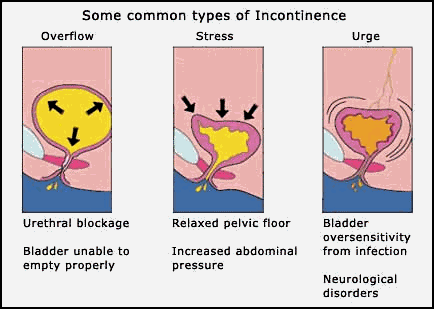 Some common types of Incontinence
Overflow
Stress
Urge
Urethral blockage
Bladder unable to
empty properly
Relaxed pelvic floor
Increased abdominal
pressure
Bladder
oversensitivity
from infection
Neurological
disorders